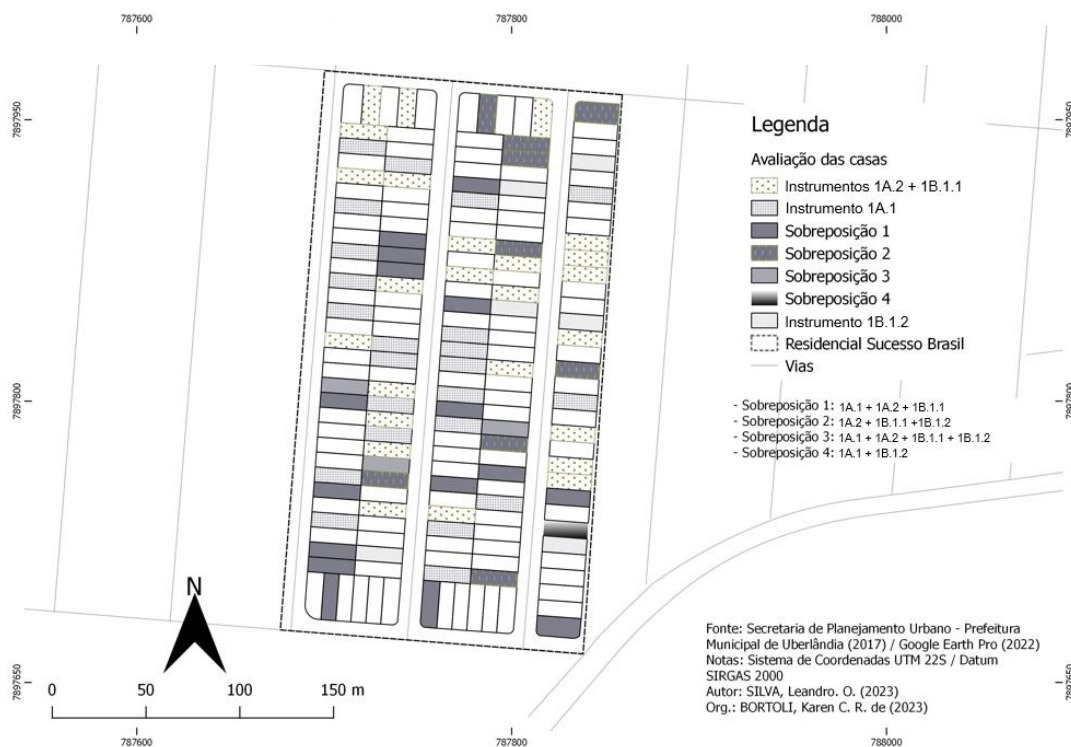 787600
787800
788000
7897950
7897950
Legenda
Avaliação das casas
Instrumentos 1A.2 + 1B.1.1
Instrumento 1A.1
Sobreposição 1
Sobreposição 2
Sobreposição 3
Sobreposição 4
Instrumento 1B.1.2
Residencial Sucesso Brasil
Vias
7897800
7897800
- Sobreposição 1: 1A.1 + 1A.2 + 1B.1.1
- Sobreposição 2: 1A.2 + 1B.1.1 +1B.1.2
- Sobreposição 3: 1A.1 + 1A.2 + 1B.1.1 + 1B.1.2
- Sobreposição 4: 1A.1 + 1B.1.2
N
0 50 100 150 m
Fonte: Secretaria de Planejamento Urbano - Prefeitura
Municipal de Uberlândia (2017) / Google Earth Pro (2022)
Notas: Sistema de Coordenadas UTM 22S / Datum
SIRGAS 2000
Autor: SILVA, Leandro. O. (2023)
Org.: BORTOLI, Karen C. R. de (2023)
7897650
7897650
787600
787800
788000